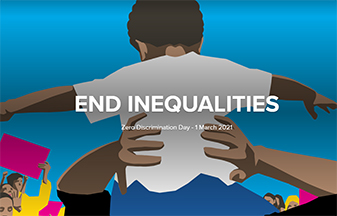 END INEQUALITIES
Zero Discrimination Day - 1 March 2021